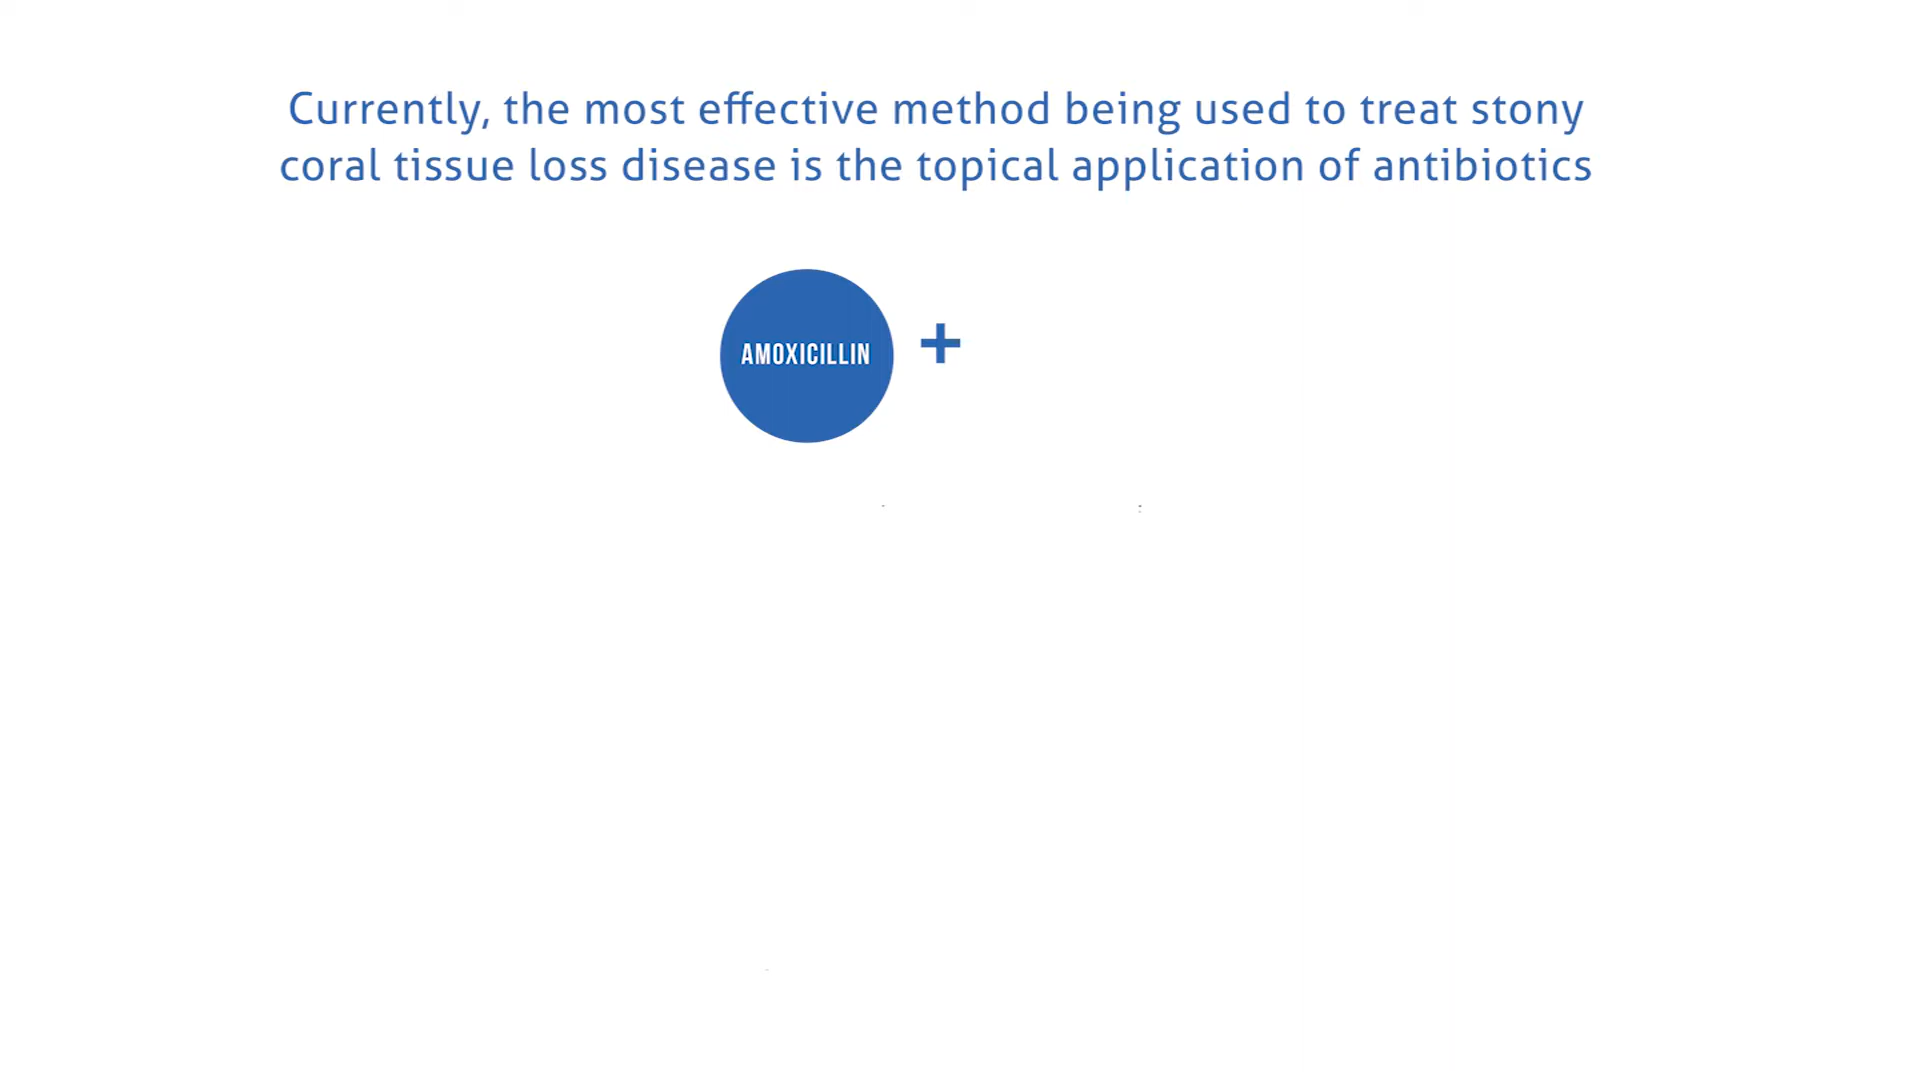 Currently, the most effective method being used to treat stony
coral tissue loss disease is the topical application of antibiotics
AMOXICILLIN +